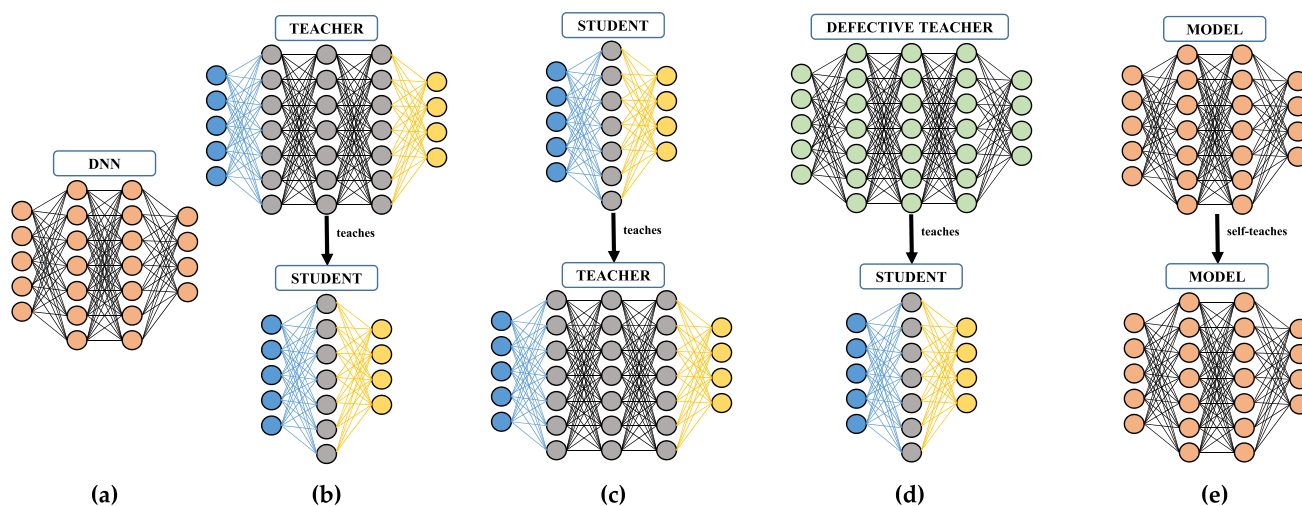 DNN
(a)
TEACHER
teaches
STUDENT
(b)
STUDENT
teaches
TEACHER
(c)
DEFECTIVE TEACHER
teaches
STUDENT
(d)
MODEL
self-teaches
MODEL
(e)